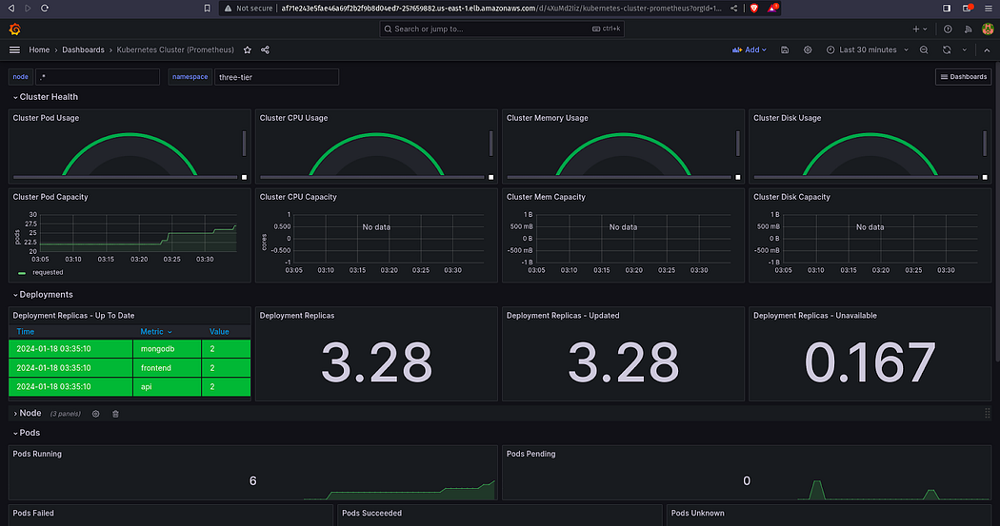 Not secure af71e243e5fae46a69f2b2f9b8d04ed7-257659882.us-east-1.elb.amazonaws.com/d/4XuMd2Iiz/kubernetes-cluster-prometheus?orgId=1...
Search or jump to... ctrl+k
Home › Dashboards › Kubernetes Cluster (Prometheus) Add Last 30 minutes
node .* namespace three-tier Dashboards
Cluster Health
Cluster Pod Usage Cluster CPU Usage Cluster Memory Usage Cluster Disk Usage
Cluster Pod Capacity Cluster CPU Capacity Cluster Mem Capacity Cluster Disk Capacity
30 1 1 B 1 B
27.5 0.500 500 mB 500 mB
No data No data No data
pods 25 cores 0 0 B 0 B
22.5 -0.500 -500 mB -500 mB
20 -1 -1 B -1 B
03:05 03:10 03:15 03:20 03:25 03:30 03:05 03:10 03:15 03:20 03:25 03:30 03:05 03:10 03:15 03:20 03:25 03:30 03:05 03:10 03:15 03:20 03:25 03:30
requested
Deployments
Deployment Replicas - Up To Date Deployment Replicas Deployment Replicas - Updated Deployment Replicas - Unavailable
Time Metric Value
2024-01-18 03:35:10 mongodb 2
2024-01-18 03:35:10 frontend 2
2024-01-18 03:35:10 api 2
3.28 3.28 0.167
Node (3 panels)
Pods
Pods Running Pods Pending
6 0
Pods Failed Pods Succeeded Pods Unknown